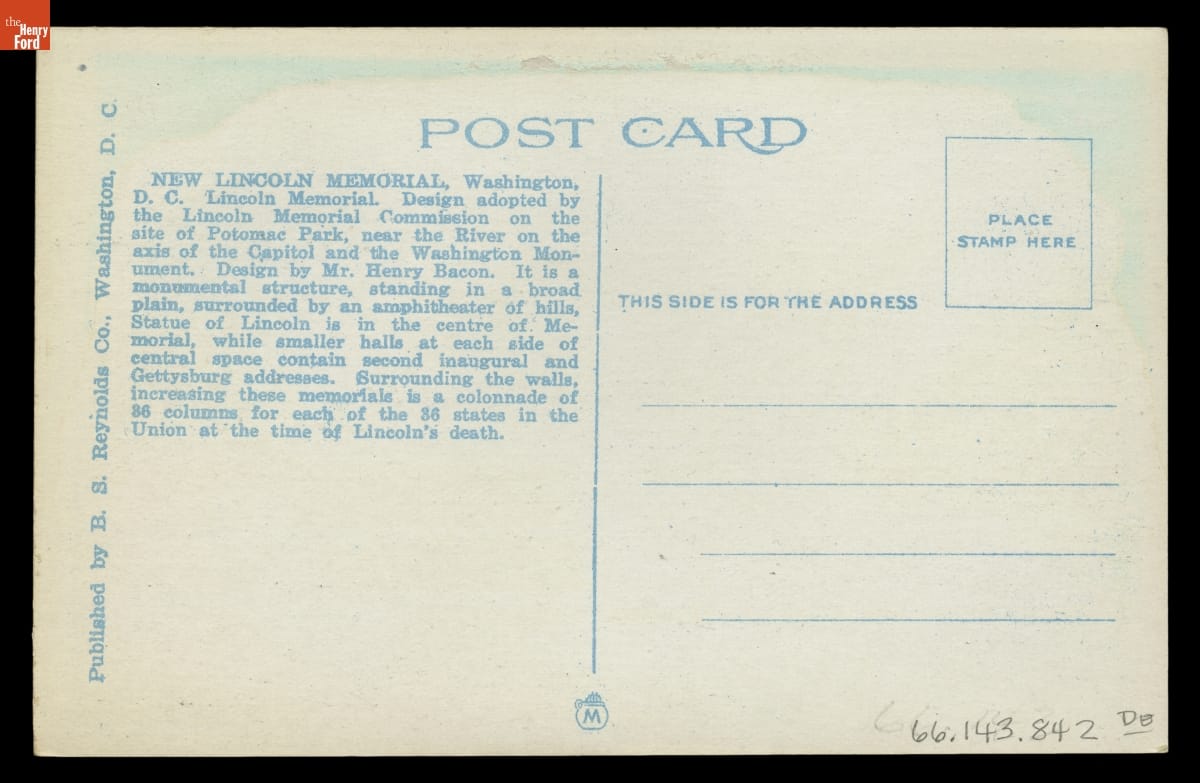 the
Henry
Ford
POST CARD
Published by B. S. Reynolds Co., Washington, D. C.
NEW LINCOLN MEMORIAL, Washington,
D. C. Lincoln Memorial. Design adopted by
the Lincoln Memorial Commission on the
site of Potomac Park, near the River on the
axis of the Capitol and the Washington Mon-
ument. Design by Mr. Henry Bacon. It is a
monumental structure, standing in a broad
plain, surrounded by an amphitheater of hills,
Statue of Lincoln is in the centre of Me-
morial, while smaller halls at each side of
central space contain second inaugural and
Gettysburg addresses. Surrounding the walls,
increasing these memorials is a colonnade of
36 columns, for each of the 36 states in the
Union at the time of Lincoln's death.
PLACE
STAMP HERE
THIS SIDE IS FOR THE ADDRESS
M
66.143.842 DB